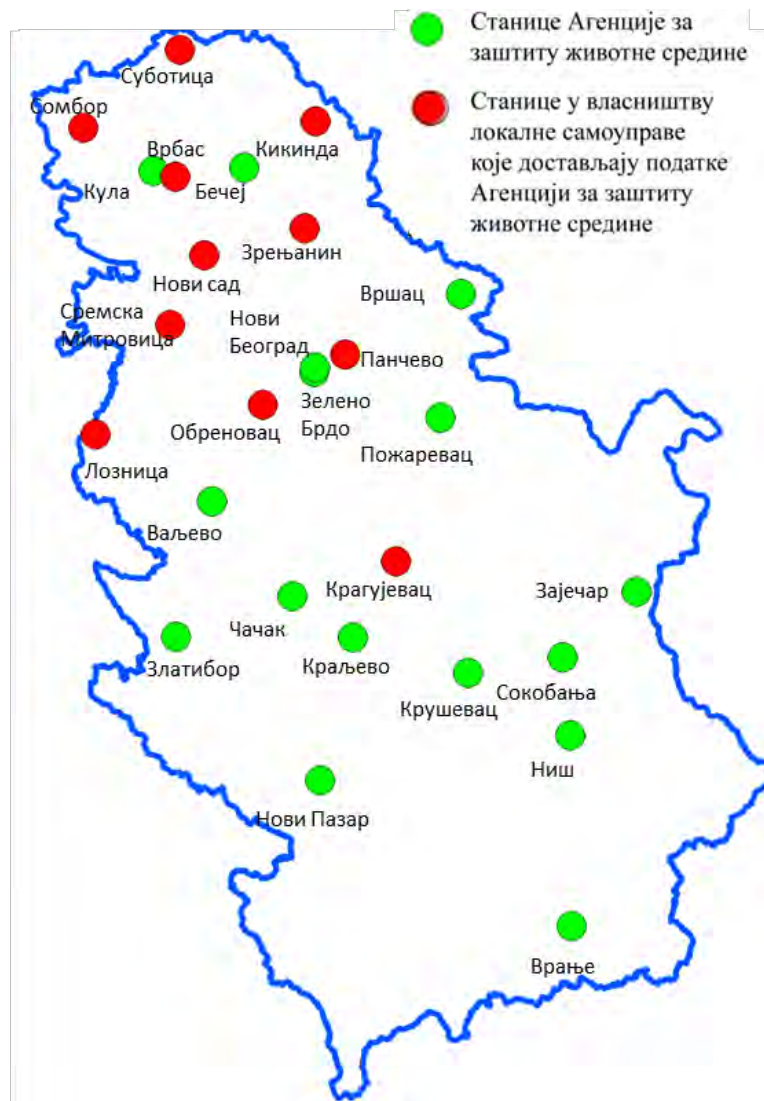 Станице Агенције за
заштиту животне средине
Станице у власништву
локалне самоуправе
које достављају податке
Агенцији за заштиту
животне средине
Суботица
Сомбор
Врбас
Кикинда
Кула
Бечеј
Зрењанин
Нови сад
Вршац
Сремска
Митровица
Нови
Београд
Панчево
Зелено
Брдо
Обреновац
Пожаревац
Лозница
Ваљево
Крагујевац
Зајечар
Чачак
Златибор
Краљево
Крушевац
Сокобања
Ниш
Нови Пазар
Врање